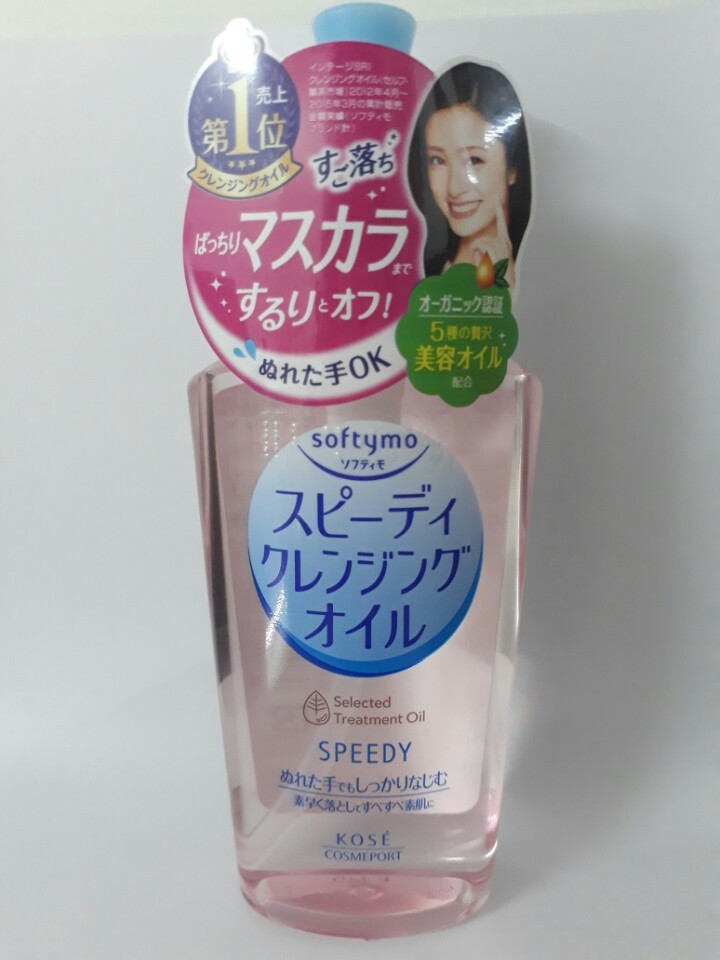 売上
第1位
クレンジングオイル
インテージSRI
クレンジングオイル(セルフ
2012年4月~
2015年3月の累計販売
金額実績(ソフティモ
ブランド計)
すご落ち
ばっちりマスカラまで
するりとオフ!
ぬれた手OK
オーガニック認証
5種の贅沢
美容オイル
配合
softymo
ソフティモ
スピーディ
クレンジング
オイル
Selected
Treatment Oil
SPEEDY
ぬれた手でもしっかりなじむ
素早く落としてすべすべ素肌に
KOSÉ
COSMEPORT